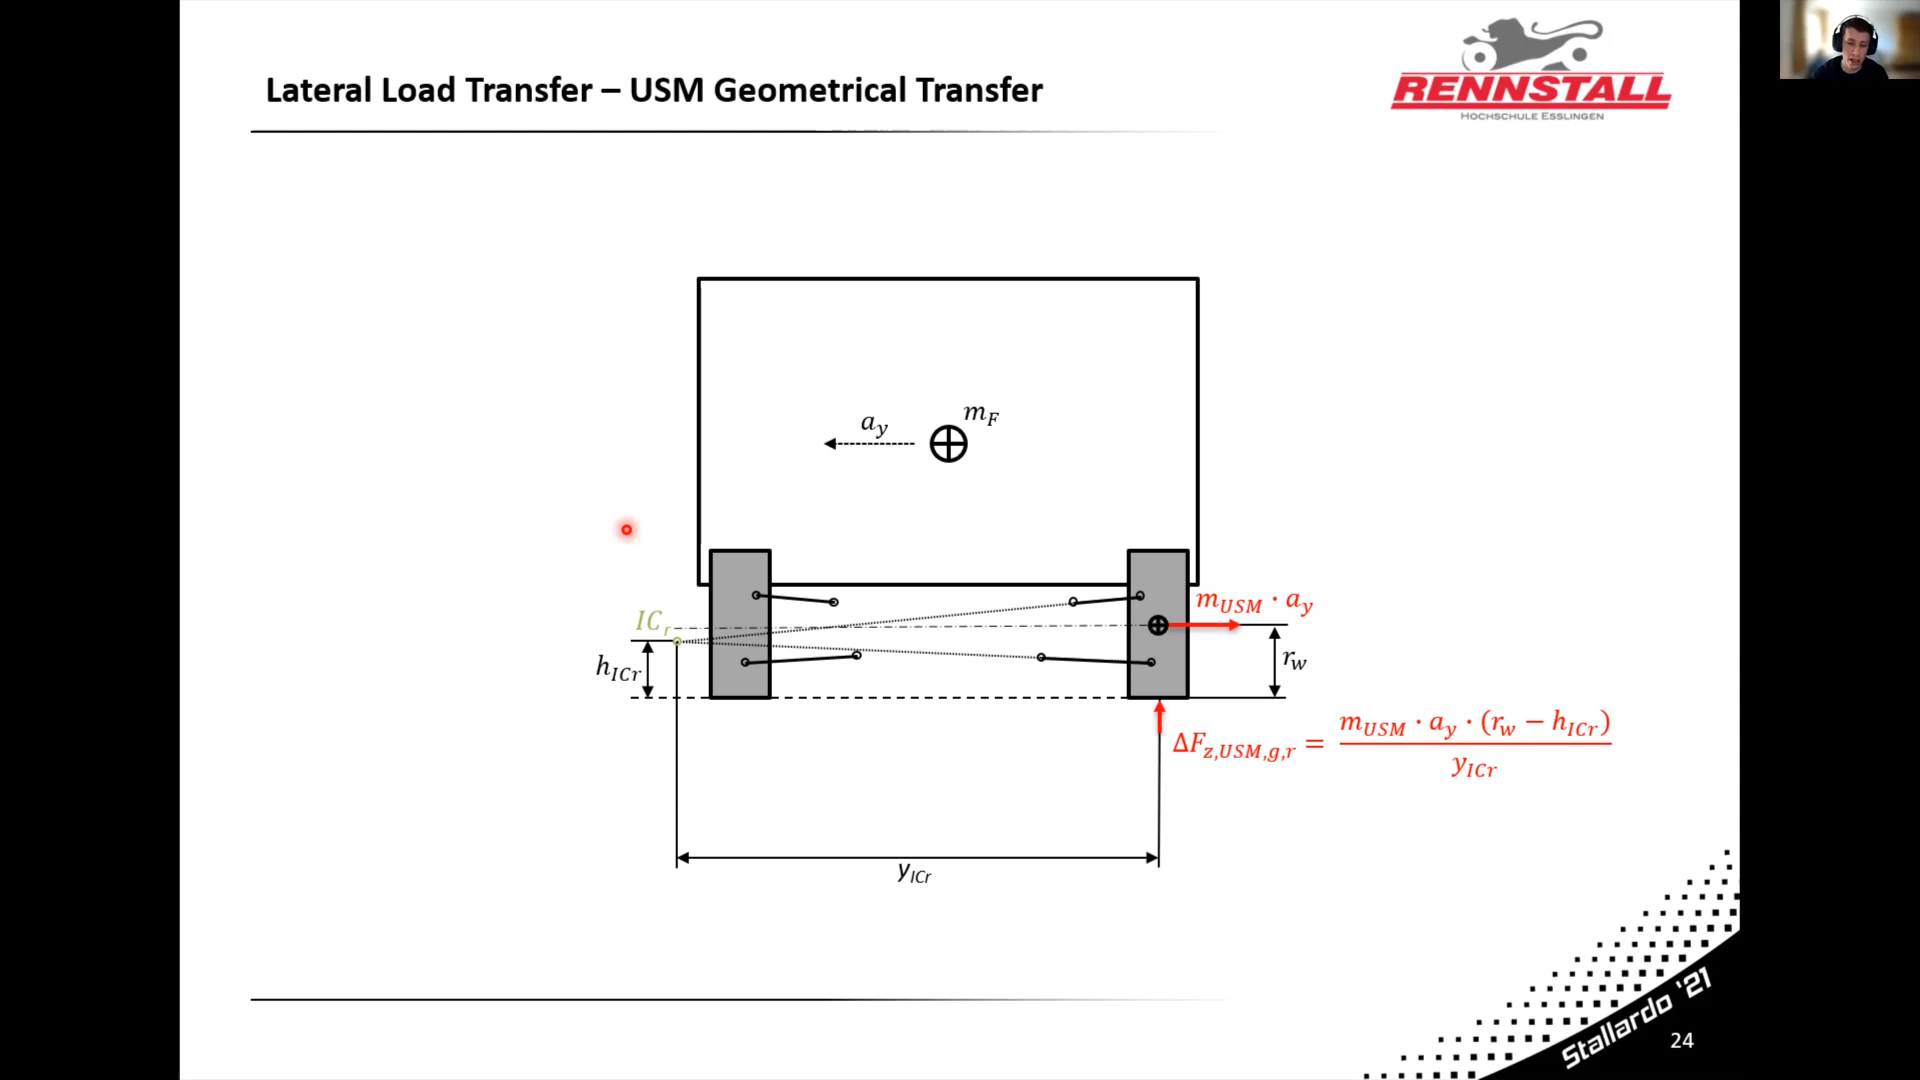 Lateral Load Transfer – USM Geometrical Transfer
RENNSTALL
HOCHSCHULE ESSLINGEN
m_F
a_y
m_USM · a_y
IC_r
h_ICr
r_w
ΔF_z,USM,g,r = m_USM · a_y · (r_w − h_ICr) / y_ICr
y_ICr
Stallardo '21
24